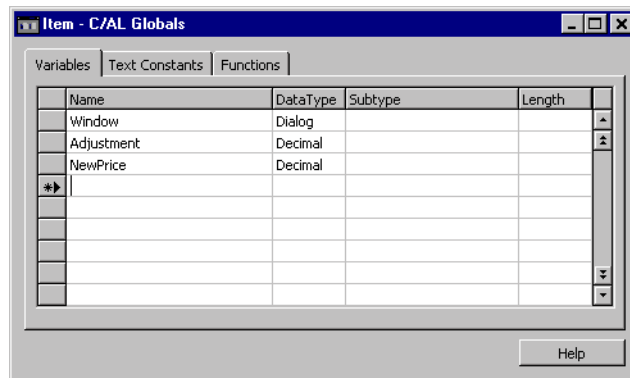 Item - C/AL Globals
Variables Text Constants Functions
Name DataType Subtype Length
Window Dialog
Adjustment Decimal
NewPrice Decimal
Help